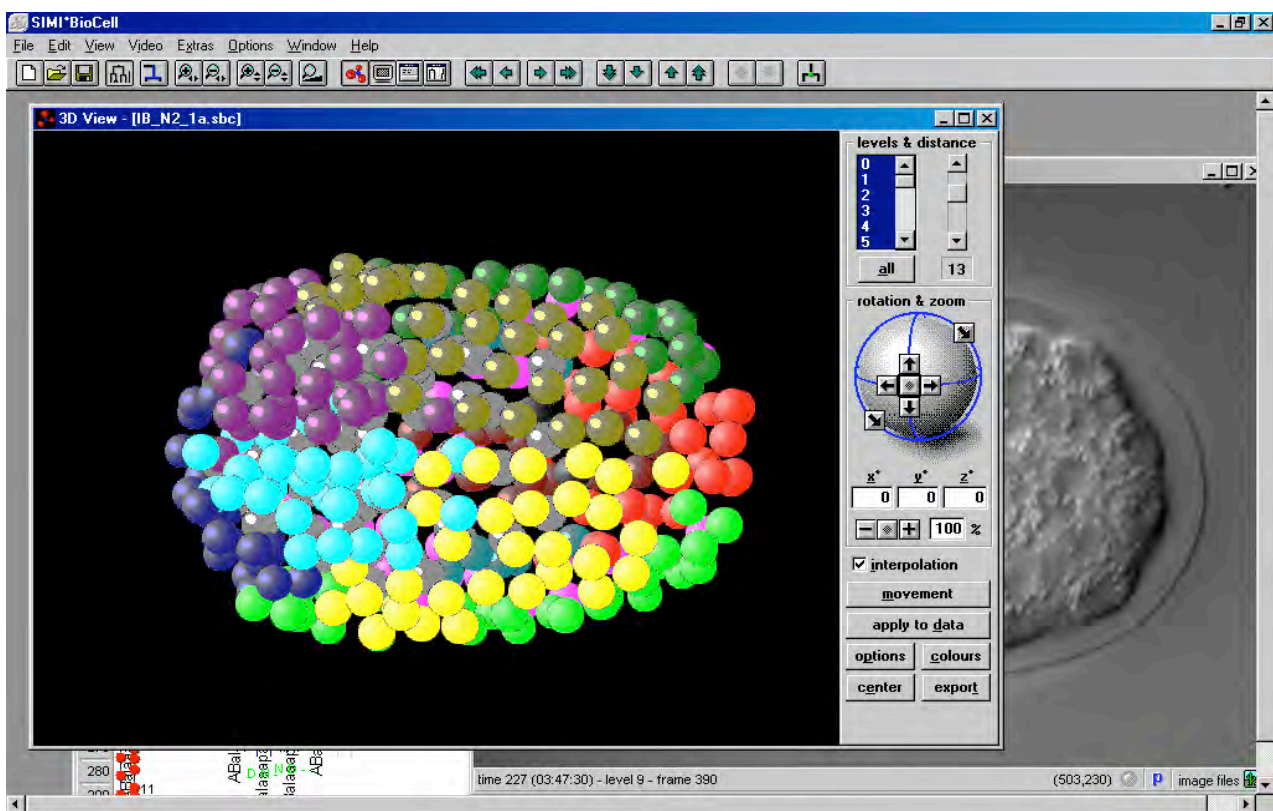 SIMI*BioCell
File Edit View Video Extras Options Window Help
3D View - [IB_N2_1a.sbc]
levels & distance
0
1
2
3
4
5
all 13
rotation & zoom
x+ y+ z+
0 0 0
100 %
interpolation
movement
apply to data
options colours
center export
280
11
time 227 (03:47:30) - level 9 - frame 390 (503,230) P image files